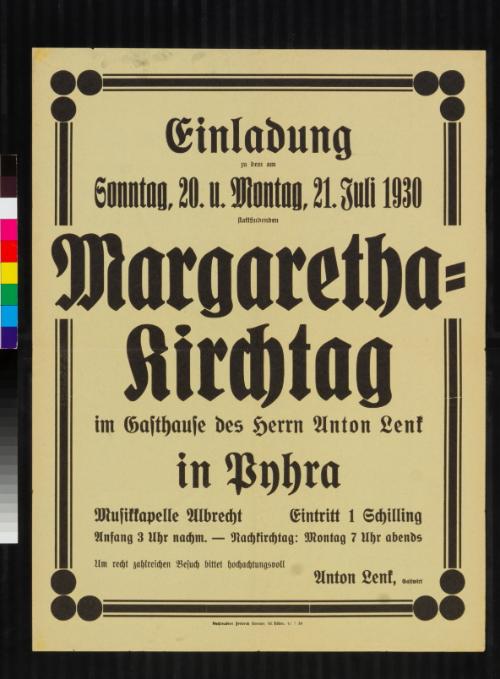 Einladung
zu dem am
Sonntag, 20. u. Montag, 21. Juli 1930
stattfindenden
Margaretha-
Kirchtag
im Gasthause des Herrn Anton Lenk
in Pyhra
Musikkapelle Albrecht Eintritt 1 Schilling
Anfang 3 Uhr nachm. — Nachkirchtag: Montag 7 Uhr abends
Um recht zahlreichen Besuch bittet hochachtungsvoll
Anton Lenk, Gastwirt